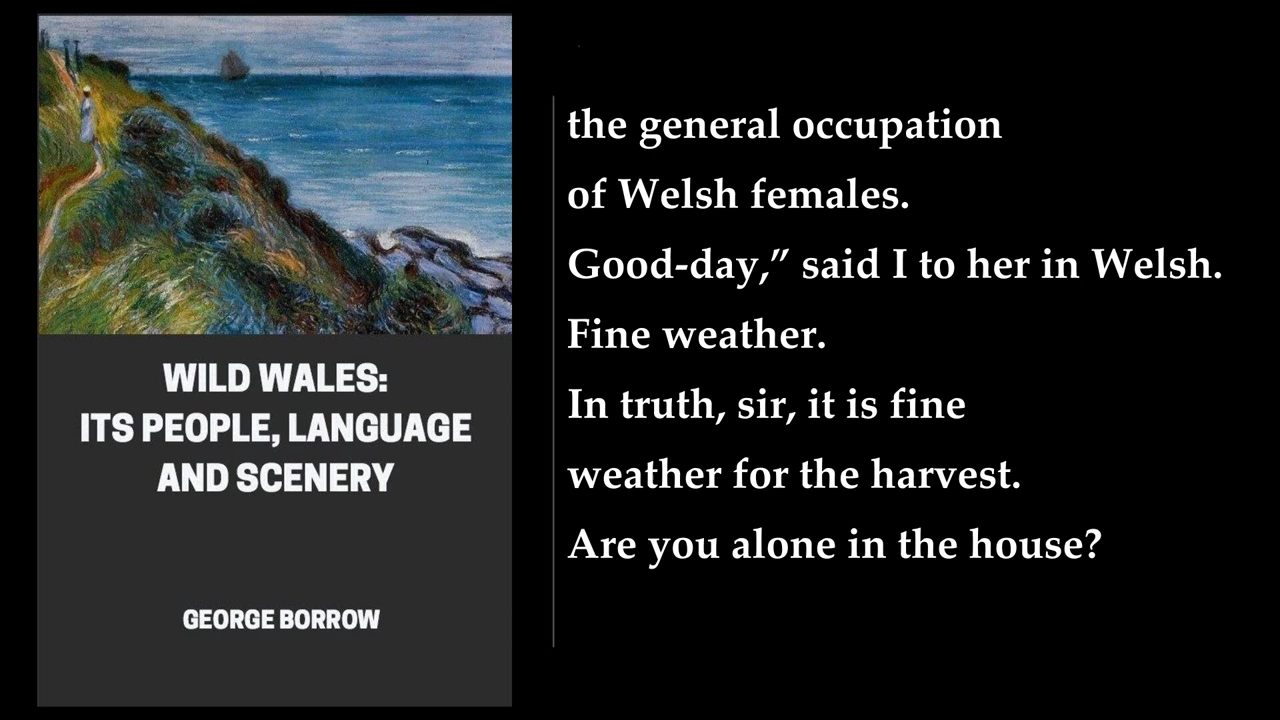 WILD WALES:
ITS PEOPLE, LANGUAGE
AND SCENERY
GEORGE BORROW
the general occupation
of Welsh females.
Good-day,” said I to her in Welsh.
Fine weather.
In truth, sir, it is fine
weather for the harvest.
Are you alone in the house?